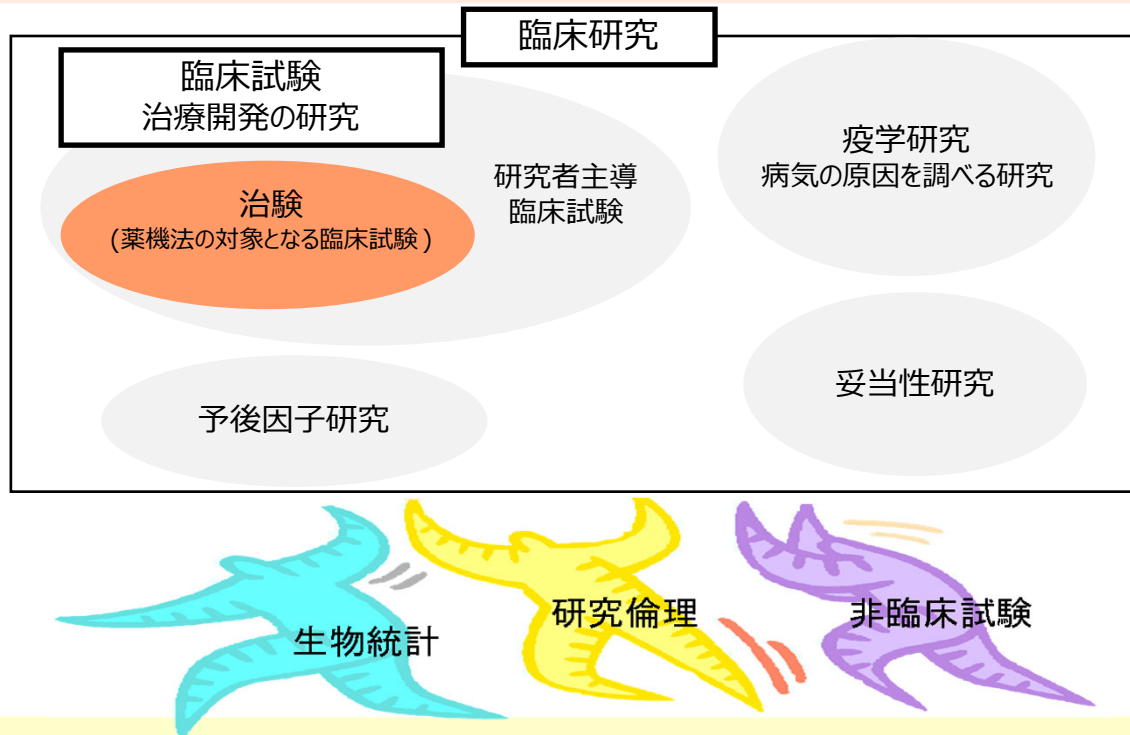 臨床研究
臨床試験
治療開発の研究
治験
(薬機法の対象となる臨床試験)
研究者主導
臨床試験
疫学研究
病気の原因を調べる研究
予後因子研究
妥当性研究
生物統計
研究倫理
非臨床試験